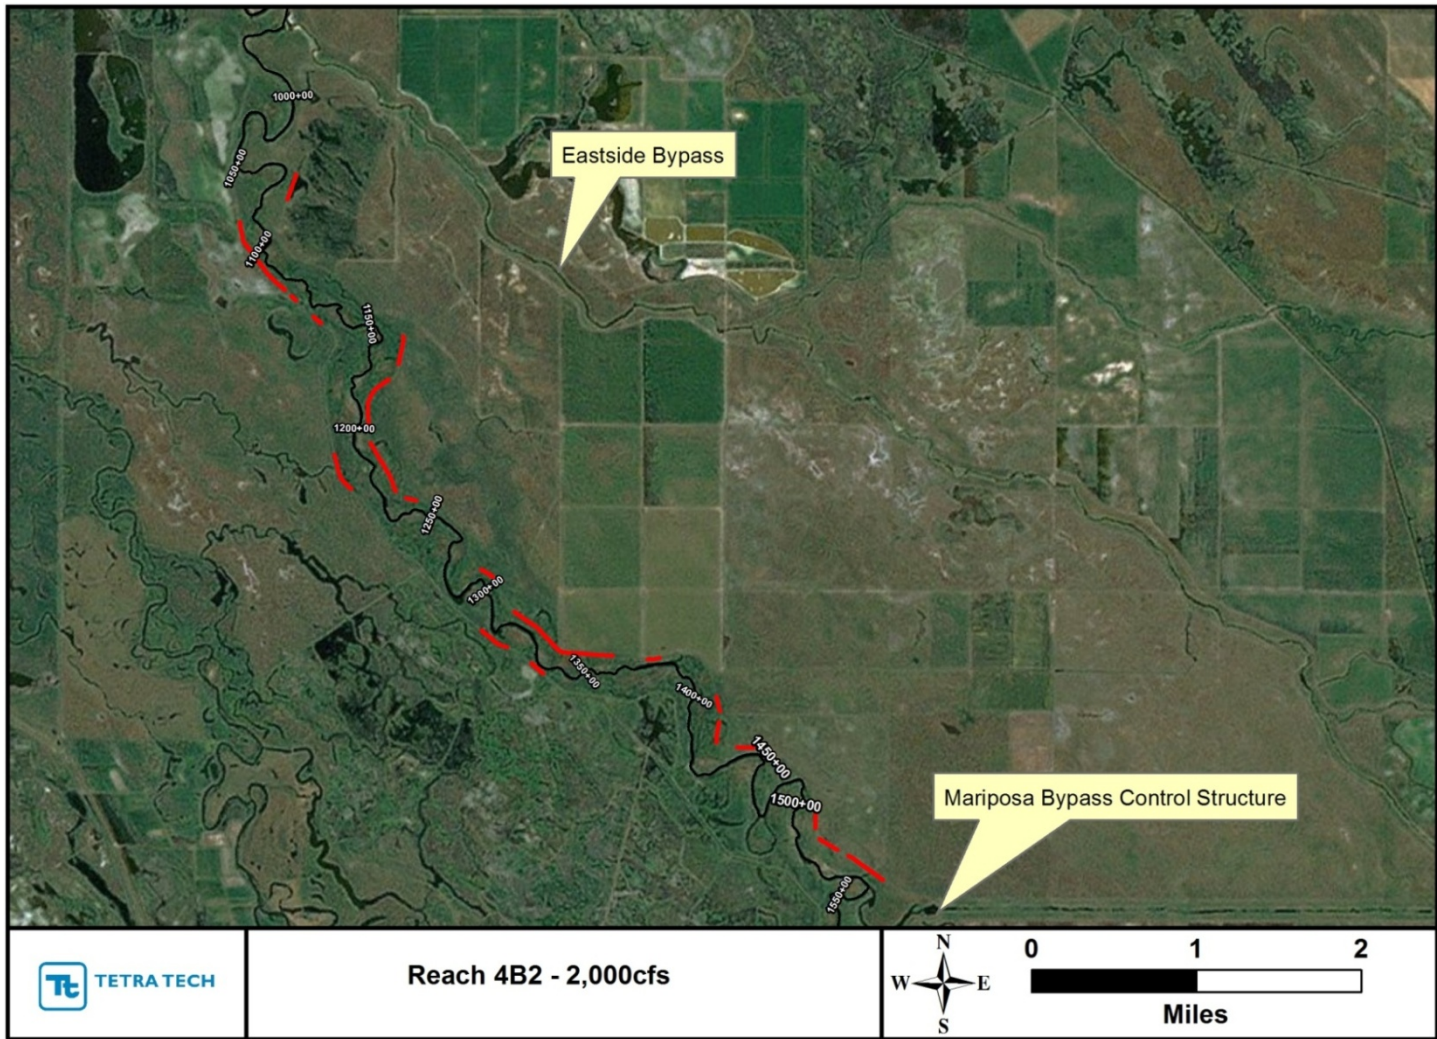 1000+00
1050+00
Eastside Bypass
1100+00
1150+00
1200+00
1250+00
1300+00
1350+00
1400+00
1450+00
1500+00
Mariposa Bypass Control Structure
1550+00
Tt TETRA TECH
Reach 4B2 - 2,000cfs
N
W E
S
0 1 2
Miles